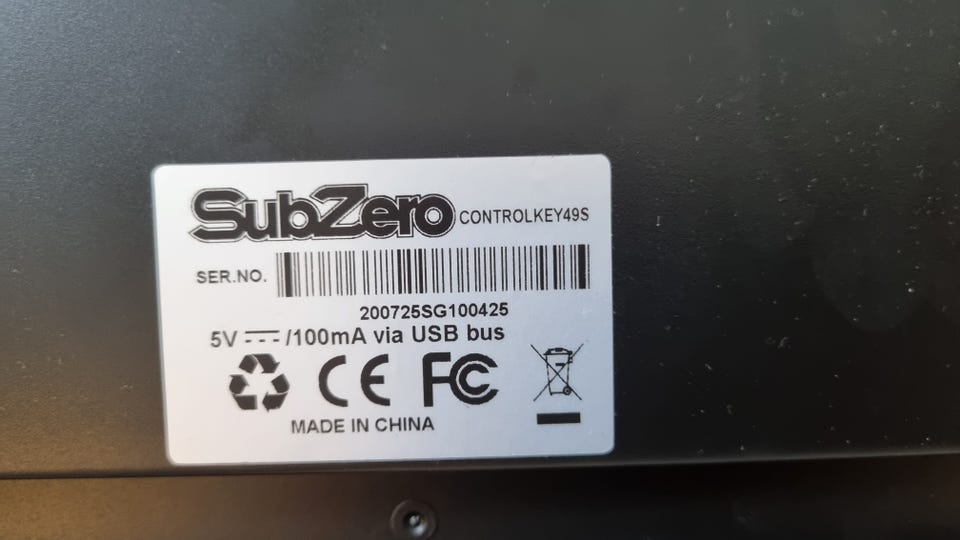 SubZero CONTROLKEY49S
SER.NO.
200725SG100425
5V --- /100mA via USB bus
CE FC
MADE IN CHINA